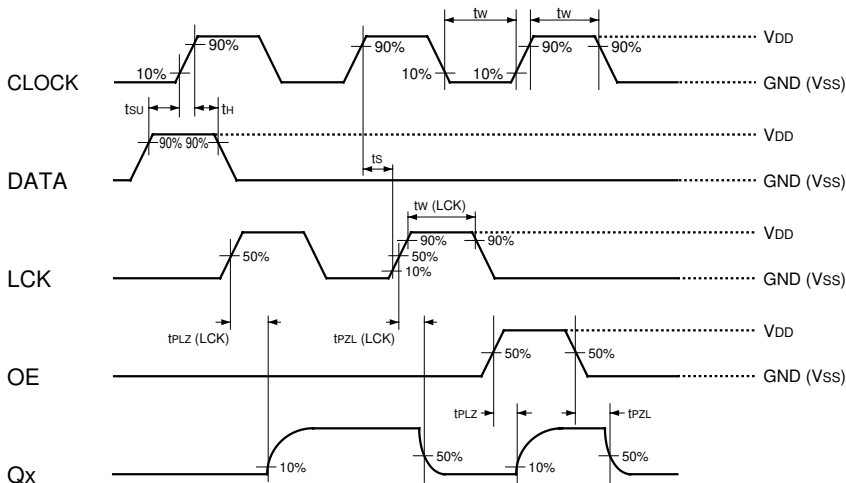 tw tw
VDD
90% 90% 90% 90%
10% 10% 10%
CLOCK GND (Vss)
tsu tH
VDD
90% 90%
ts
DATA GND (Vss)
tw (LCK)
VDD
90% 90%
50% 50%
10%
LCK GND (Vss)
tPLZ (LCK) tPZL (LCK)
VDD
50% 50%
OE GND (Vss)
tPLZ tPZL
50% 50%
10% 10%
Qx